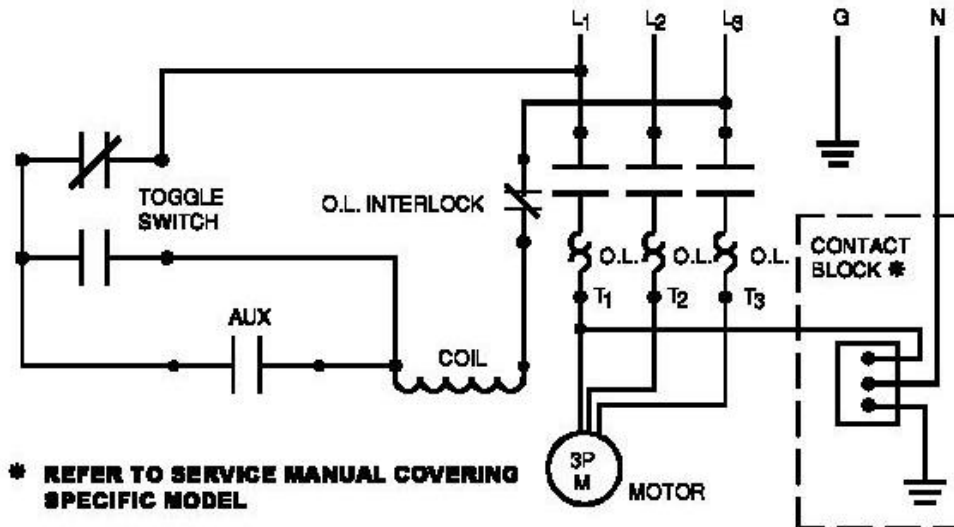 L1 L2 L3 G N
TOGGLE
SWITCH
O.L. INTERLOCK
O.L. O.L. O.L.
CONTACT
BLOCK *
T1 T2 T3
AUX
COIL
3P
M
MOTOR
* REFER TO SERVICE MANUAL COVERING
SPECIFIC MODEL